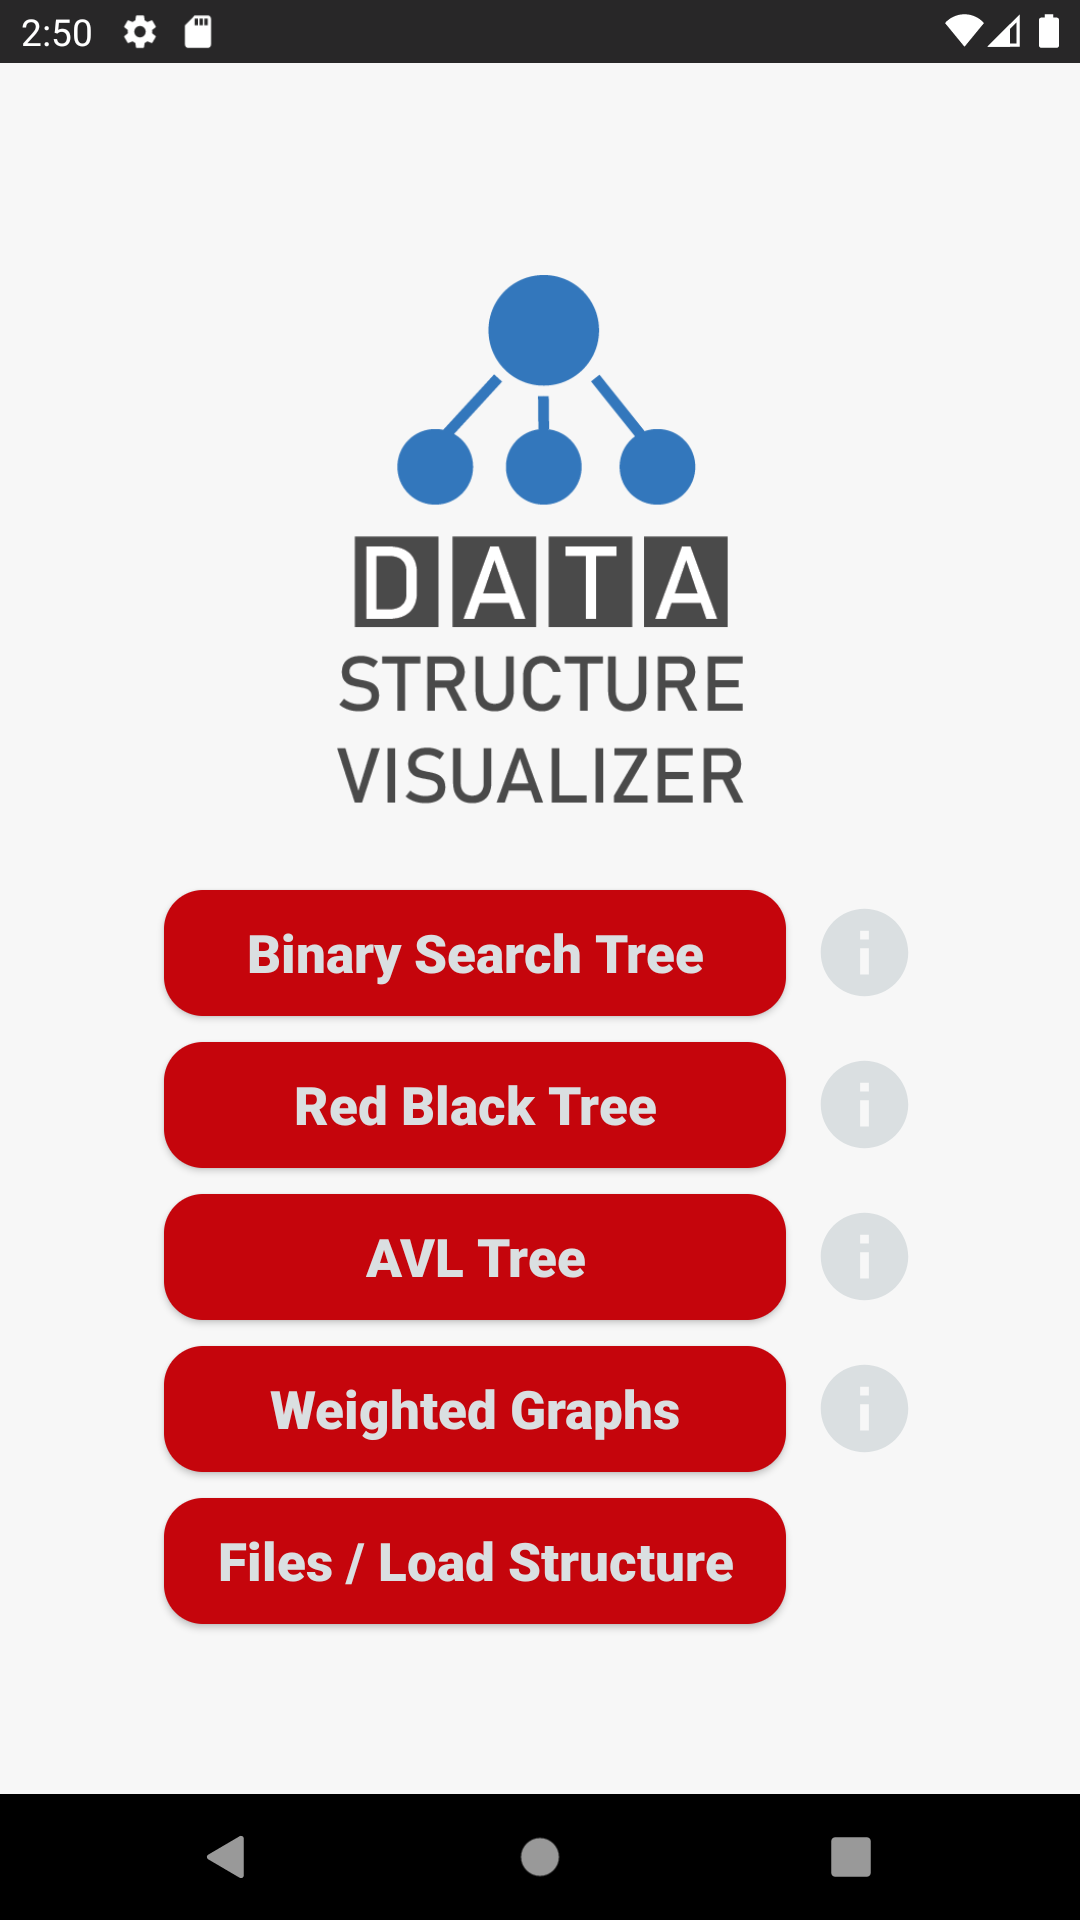 2:50
DATA
STRUCTURE
VISUALIZER
Binary Search Tree
Red Black Tree
AVL Tree
Weighted Graphs
Files / Load Structure